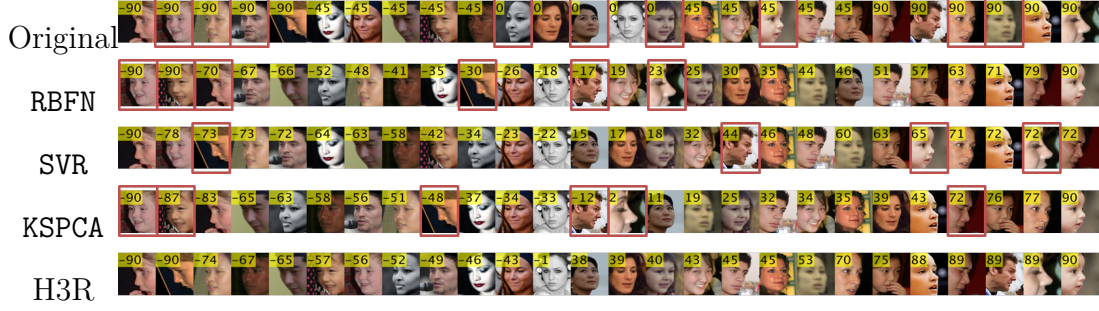 Original -90 -90 -90 -90 -45 -45 -45 -45 -45 -45 0 0 0 0 0 45 45 45 45 45 90 90 90 90 90 90
RBFN -90 -90 -70 -67 -66 -52 -48 -41 -35 -30 -26 -18 -17 19 23 25 30 35 44 46 51 57 63 71 79 90
SVR -90 -78 -73 -73 -72 -64 -63 -58 -42 -34 -23 -22 15 17 18 32 44 46 48 60 63 65 71 72 72 72
KSPCA -90 -87 -83 -65 -63 -58 -56 -51 -48 -37 -34 -33 -12 2 11 19 25 32 34 35 39 43 72 76 77 90
H3R -90 -90 -74 -67 -65 -57 -56 -52 -49 -46 -43 -1 38 39 40 43 45 45 53 70 75 88 89 89 89 90